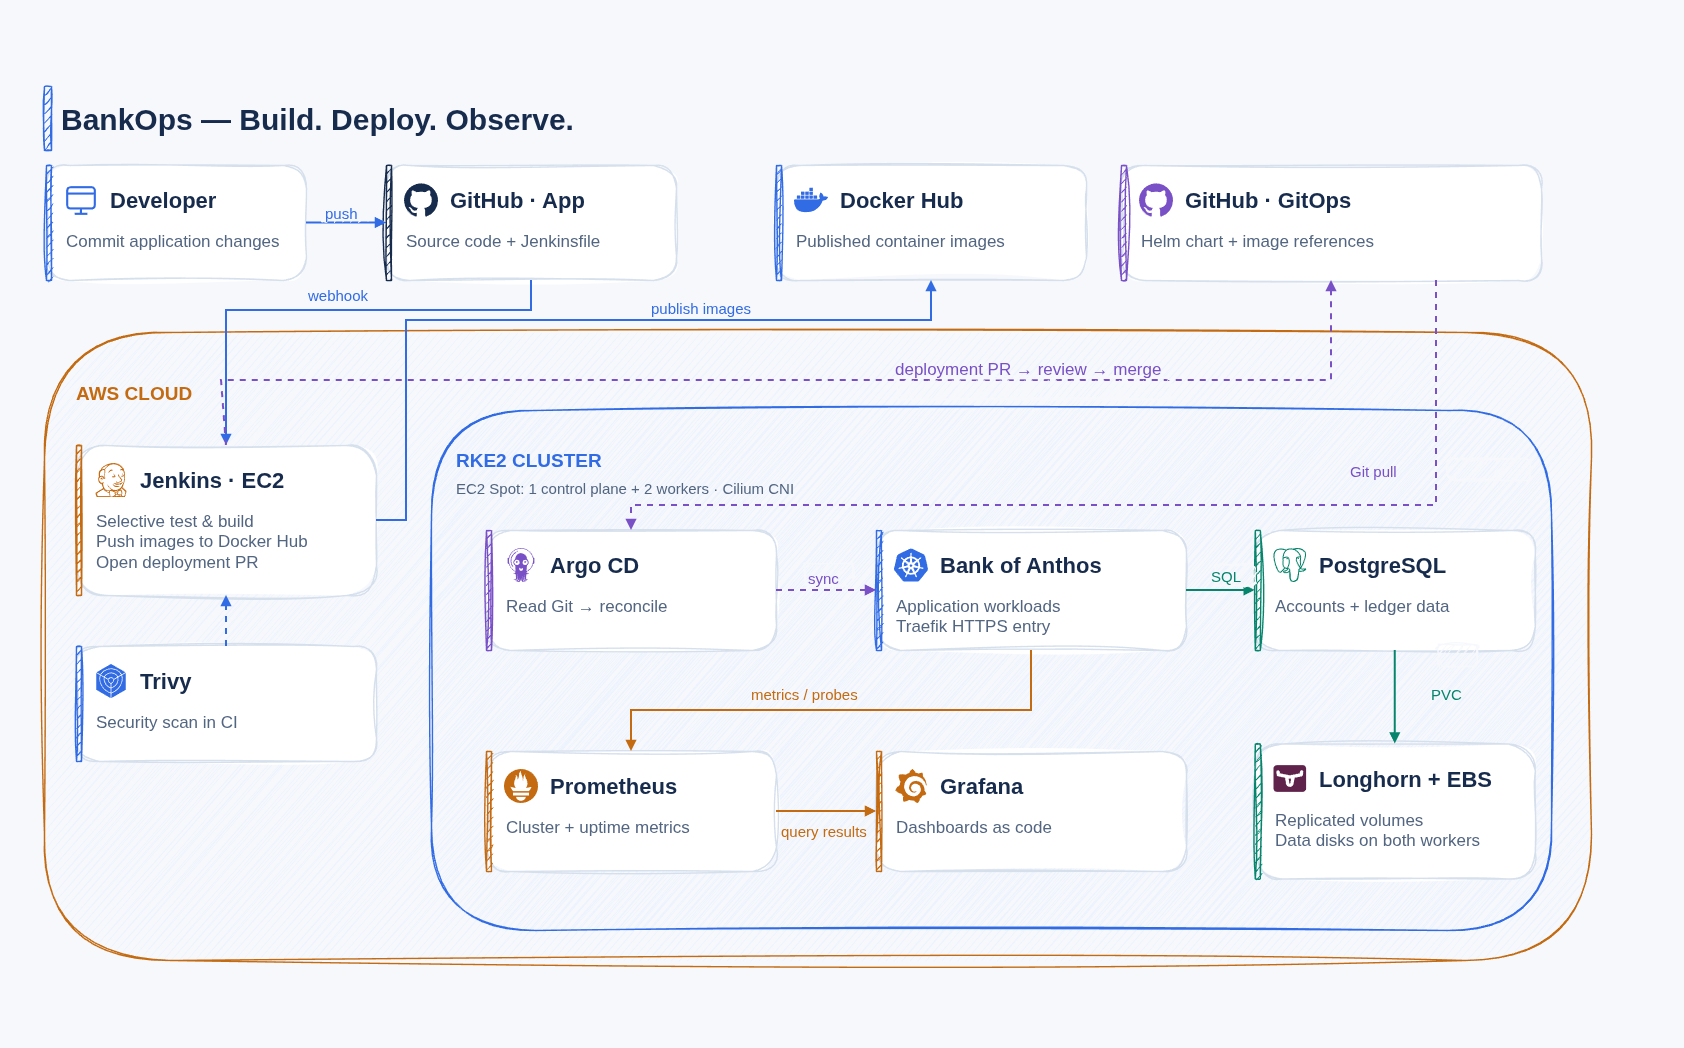 BankOps — Build. Deploy. Observe.
Developer
Commit application changes
push
GitHub · App
Source code + Jenkinsfile
Docker Hub
Published container images
GitHub · GitOps
Helm chart + image references
webhook
publish images
deployment PR → review → merge
AWS CLOUD
Jenkins · EC2
Selective test & build
Push images to Docker Hub
Open deployment PR
Trivy
Security scan in CI
RKE2 CLUSTER
EC2 Spot: 1 control plane + 2 workers · Cilium CNI
Git pull
Argo CD
Read Git → reconcile
sync
Bank of Anthos
Application workloads
Traefik HTTPS entry
SQL
PostgreSQL
Accounts + ledger data
metrics / probes
PVC
Prometheus
Cluster + uptime metrics
query results
Grafana
Dashboards as code
Longhorn + EBS
Replicated volumes
Data disks on both workers